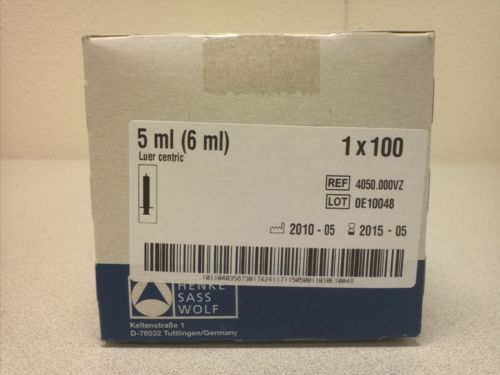 5 ml (6 ml)
1 x 100
Luer centric
REF 4050.000VZ
LOT 0E10048
2010 - 05
2015 - 05
HENKE
SASS
WOLF
Keltenstraße 1
D-78532 Tuttlingen/Germany